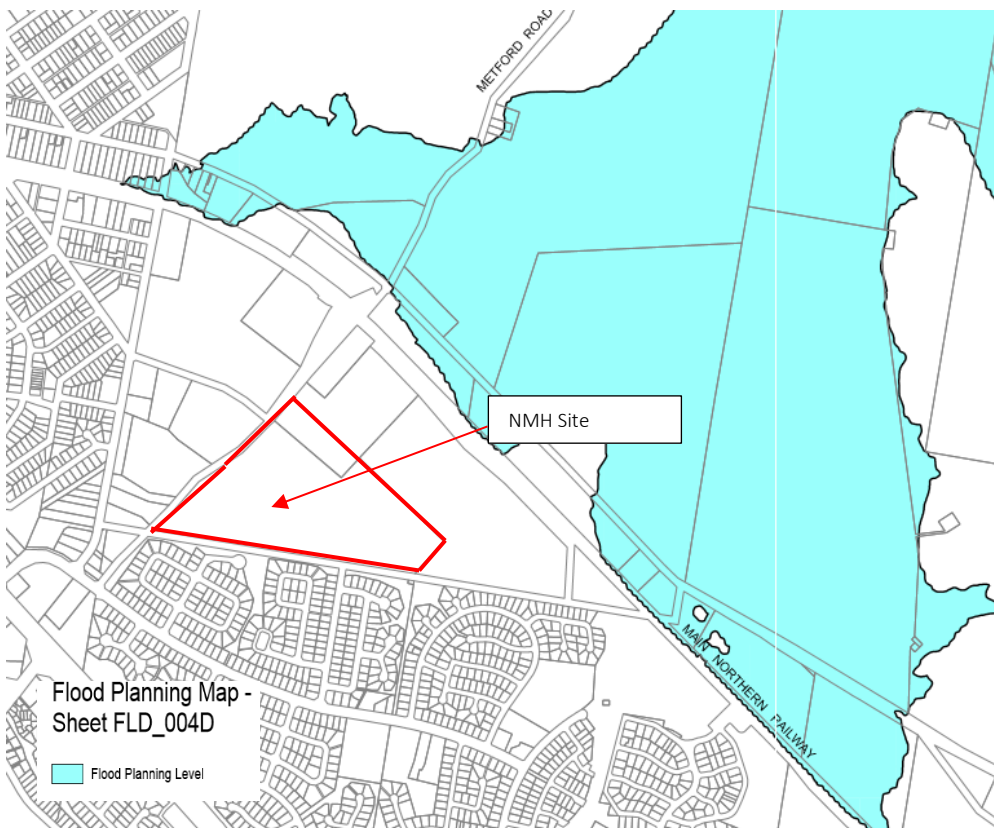 METFORD ROAD
NMH Site
MAIN NORTHERN RAILWAY
Flood Planning Map -
Sheet FLD_004D
Flood Planning Level